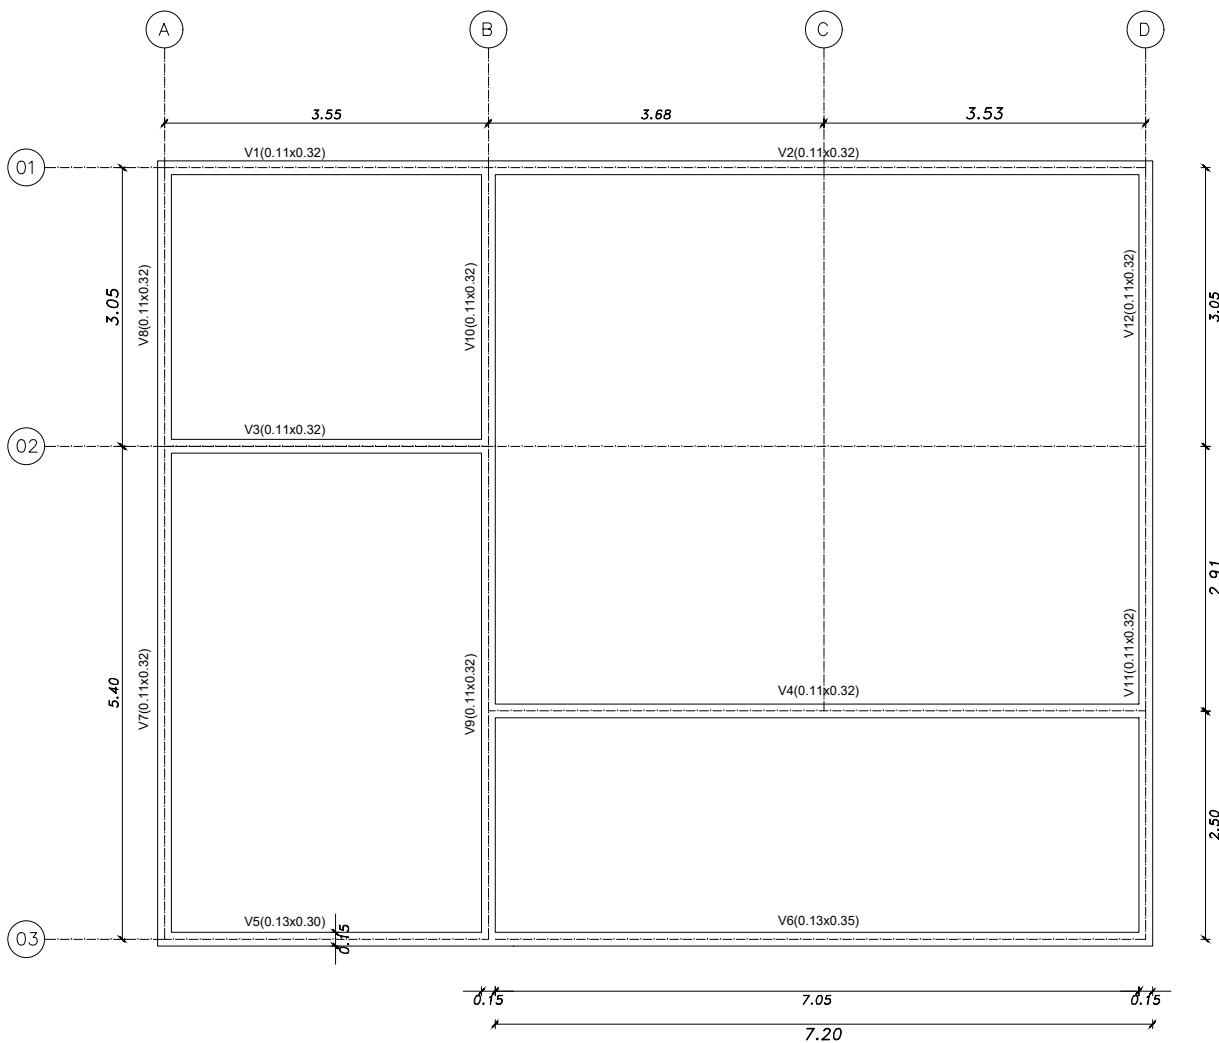 A
B
C
D
3.55
3.68
3.53
V1(0.11x0.32)
V2(0.11x0.32)
01
3.05
V8(0.11x0.32)
V10(0.11x0.32)
V12(0.11x0.32)
3.05
V3(0.11x0.32)
02
2.91
5.40
V7(0.11x0.32)
V9(0.11x0.32)
V11(0.11x0.32)
V4(0.11x0.32)
2.50
V5(0.13x0.30)
0.15
V6(0.13x0.35)
03
0.15
7.05
0.15
7.20